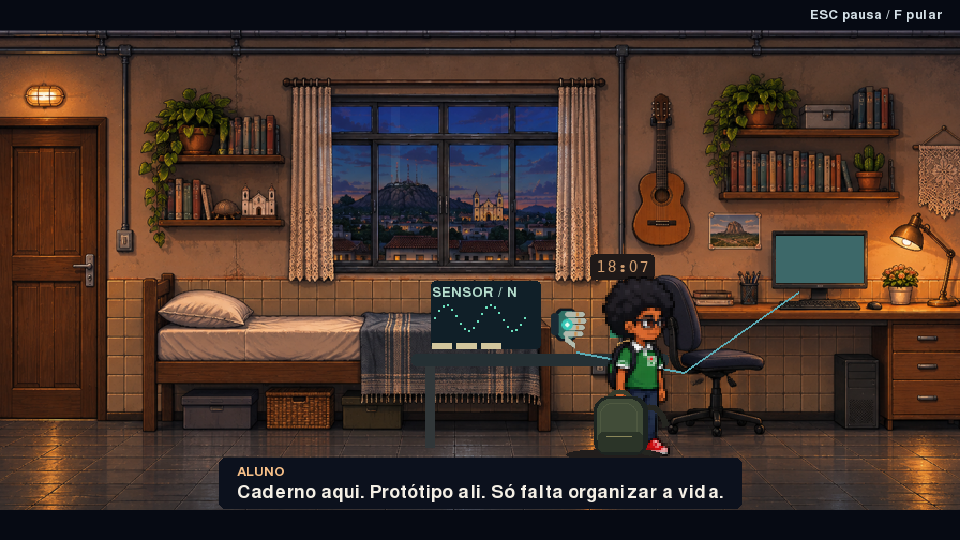 ESC pausa / F pular
18:07
SENSOR / N
ALUNO
Caderno aqui. Protótipo ali. Só falta organizar a vida.